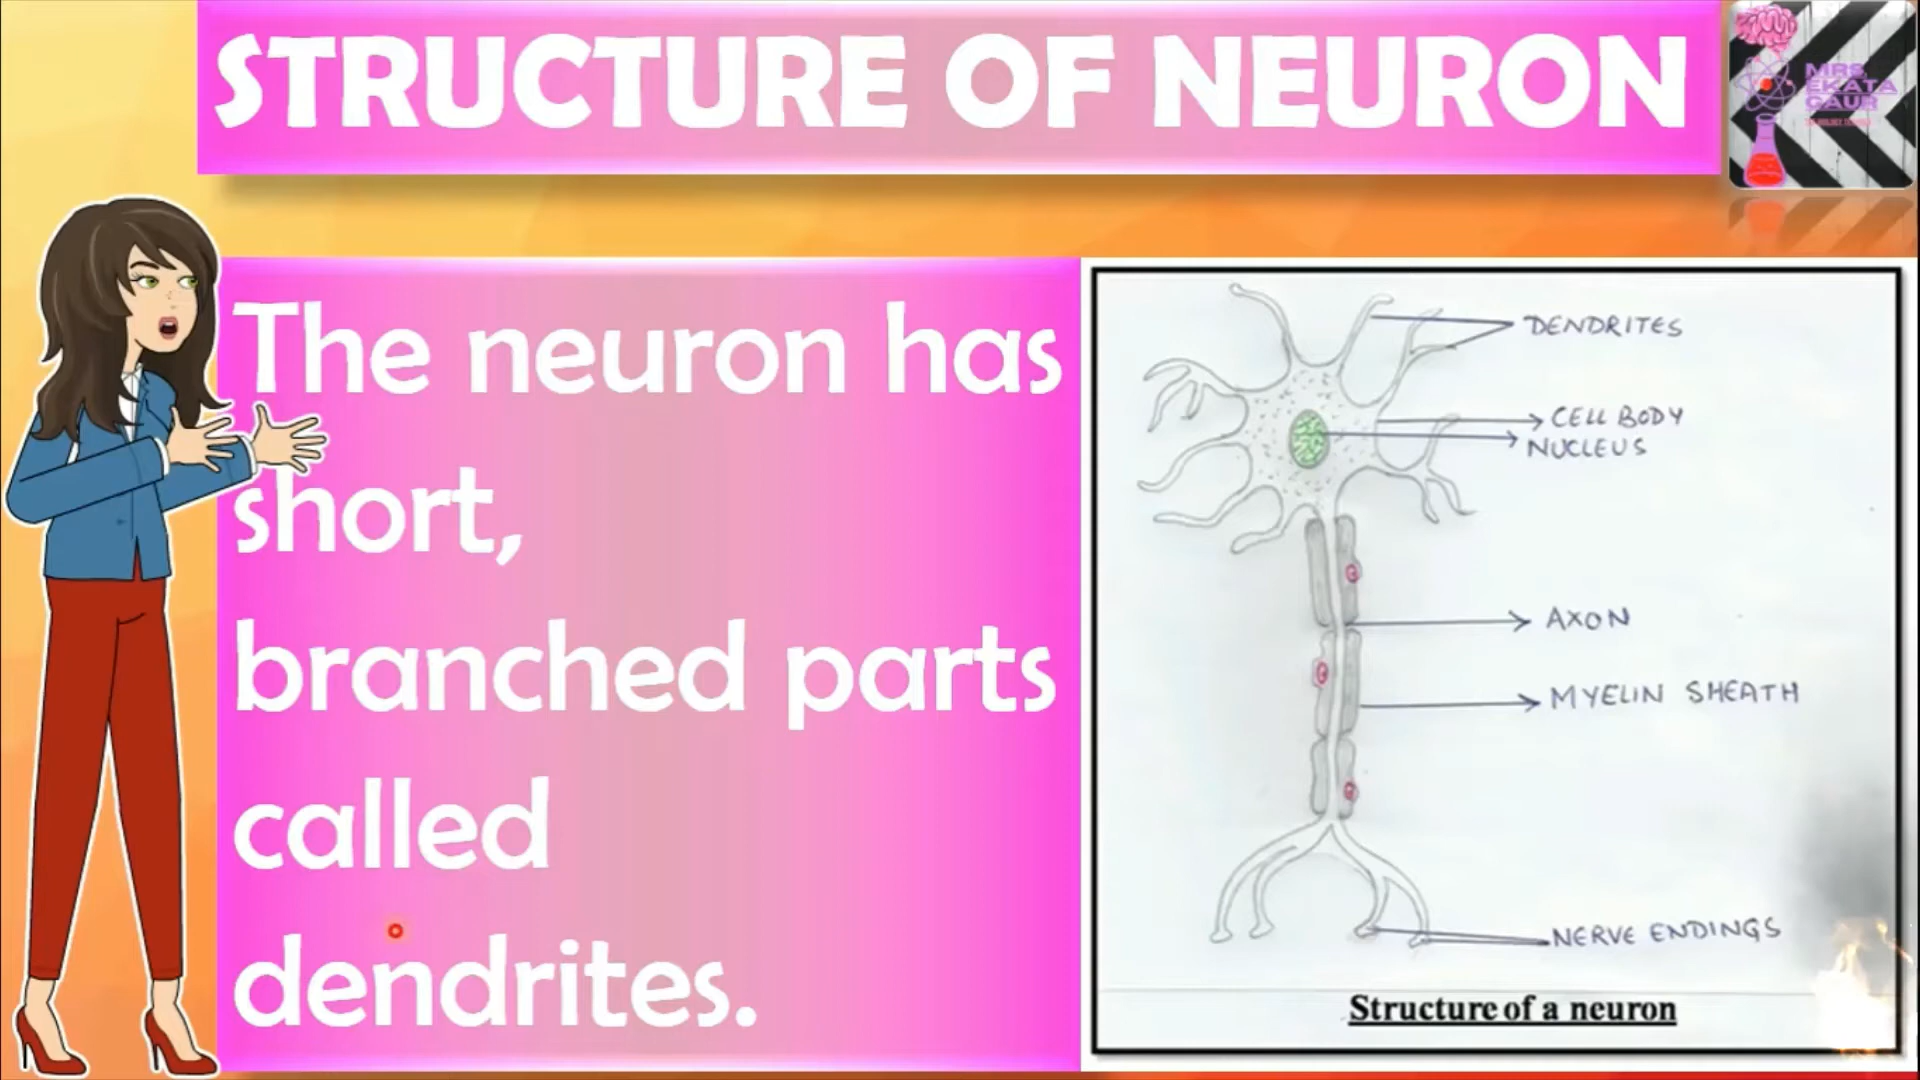 STRUCTURE OF NEURON
MRS.
EKATA
GAUR
The neuron has
short,
branched parts
called
dendrites.
DENDRITES
CELL BODY
NUCLEUS
AXON
MYELIN SHEATH
NERVE ENDINGS
Structure of a neuron